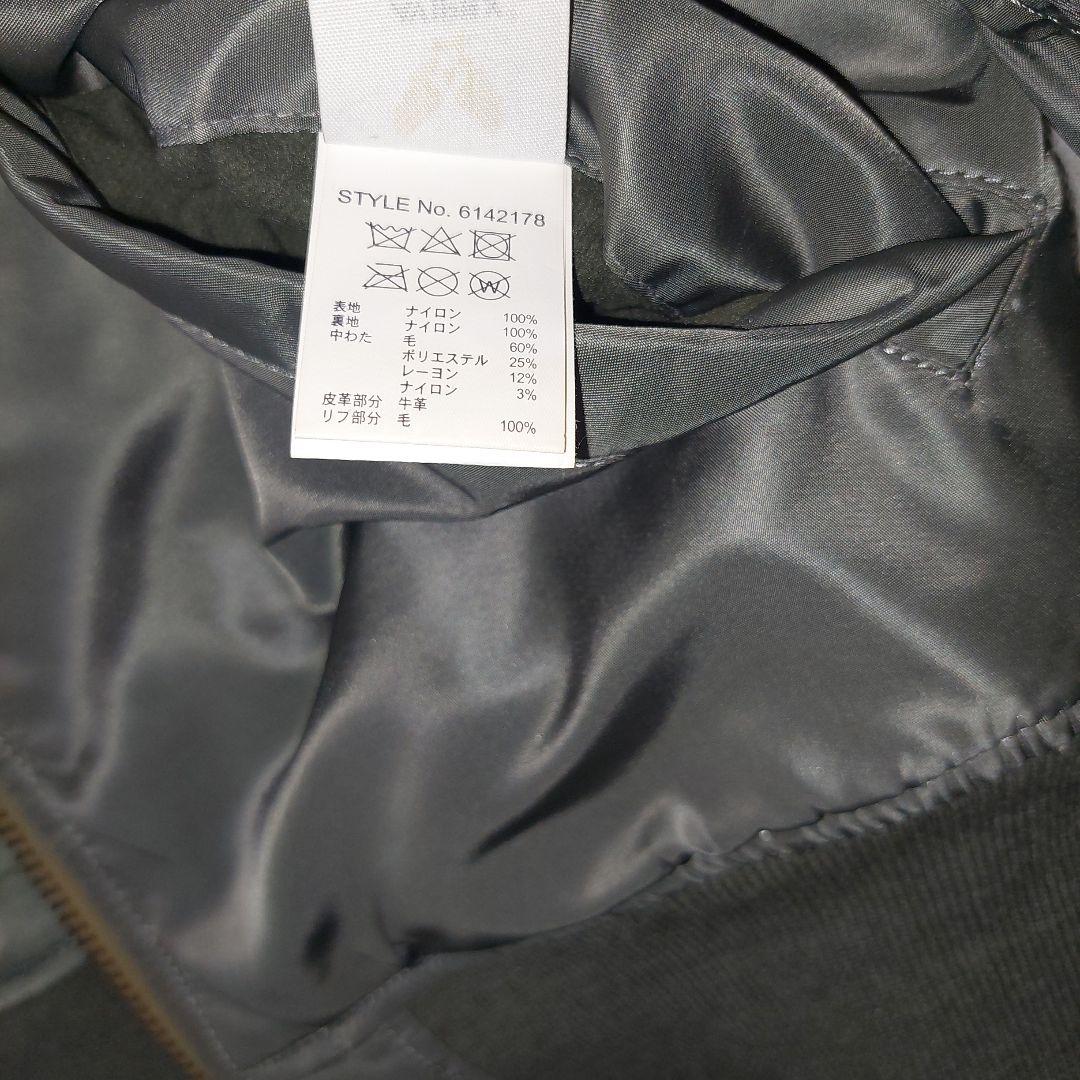 STYLE No. 6142178
W
表地 ナイロン 100%
裏地 ナイロン 100%
中わた 毛 60%
ポリエステル 25%
レーヨン 12%
ナイロン 3%
皮革部分 牛革
リブ部分 毛 100%